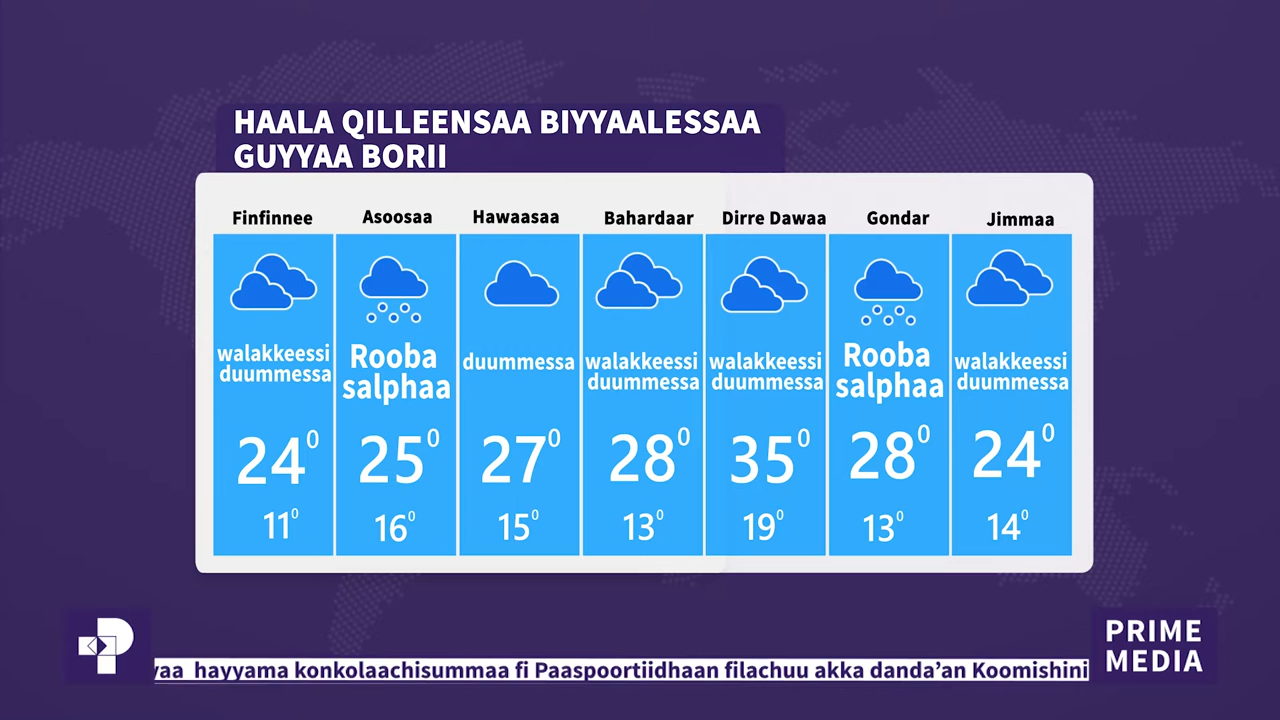 HAALA QILLEENSAA BIYYAALESSAA
GUYYAA BORII
Finfinnee
walakkeessi
duummessa
24⁰
11⁰
Asoosaa
Rooba
salphaa
25⁰
16⁰
Hawaasaa
duummessa
27⁰
15⁰
Bahardaar
walakkeessi
duummessa
28⁰
13⁰
Dirre Dawaa
walakkeessi
duummessa
35⁰
19⁰
Gondar
Rooba
salphaa
28⁰
13⁰
Jimmaa
walakkeessi
duummessa
24⁰
14⁰
hayyama konkolaachisummaa fi Paaspoortiidhaan filachuu akka danda’an Koomishini
PRIME
MEDIA